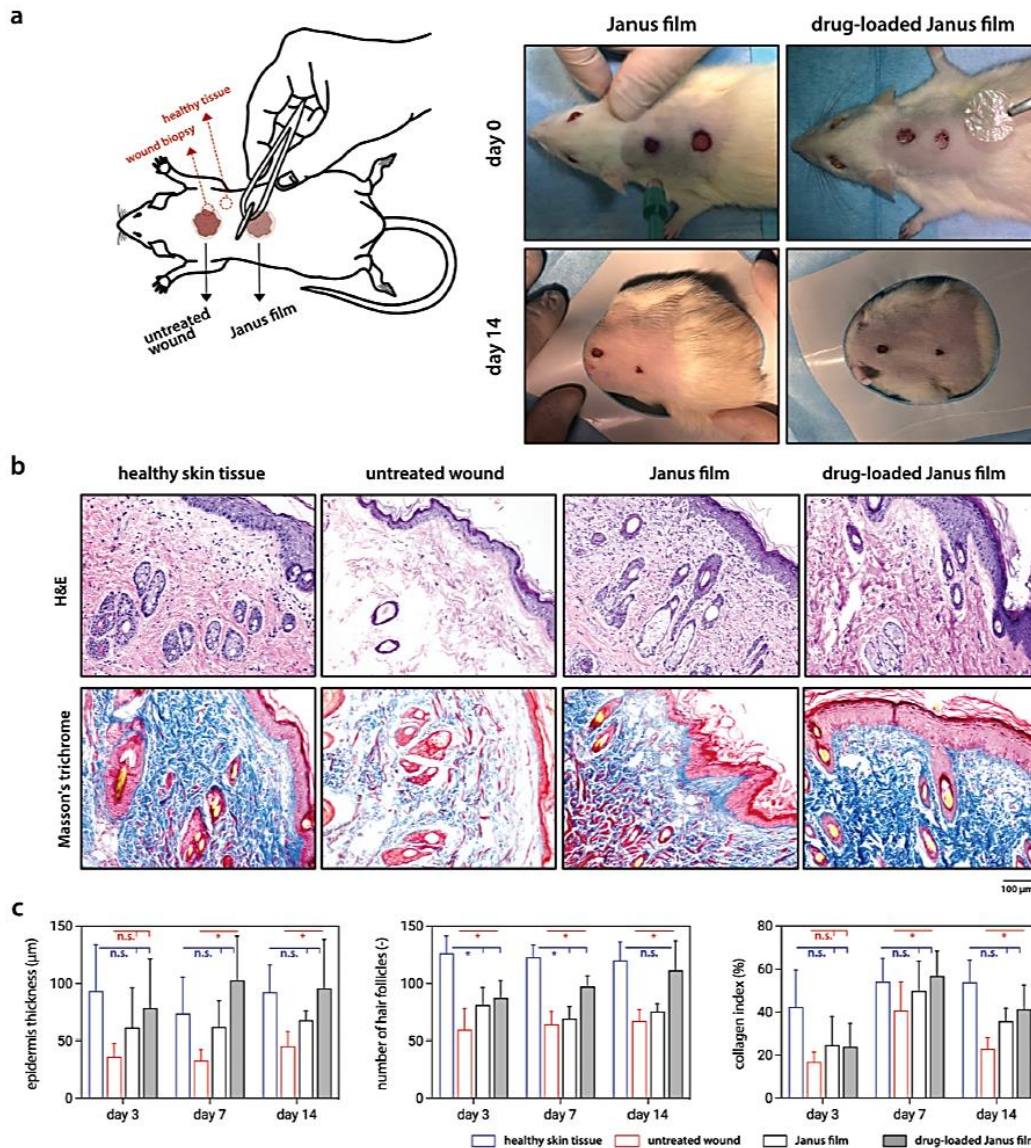 a
Janus film
drug-loaded Janus film
healthy tissue
wound biopsy
untreated
wound
Janus film
day 0
day 14
b
healthy skin tissue
untreated wound
Janus film
drug-loaded Janus film
H&E
Masson's trichrome
100 µm
c
epidermis thickness (µm)
150
100
50
0
n.s.
n.s.
*
n.s.
*
n.s.
day 3
day 7
day 14
number of hair follicles (-)
150
100
50
0
*
*
*
*
*
n.s.
day 3
day 7
day 14
collagen index (%)
80
60
40
20
0
n.s.
n.s.
*
n.s.
*
n.s.
day 3
day 7
day 14
healthy skin tissue
untreated wound
Janus film
drug-loaded Janus film